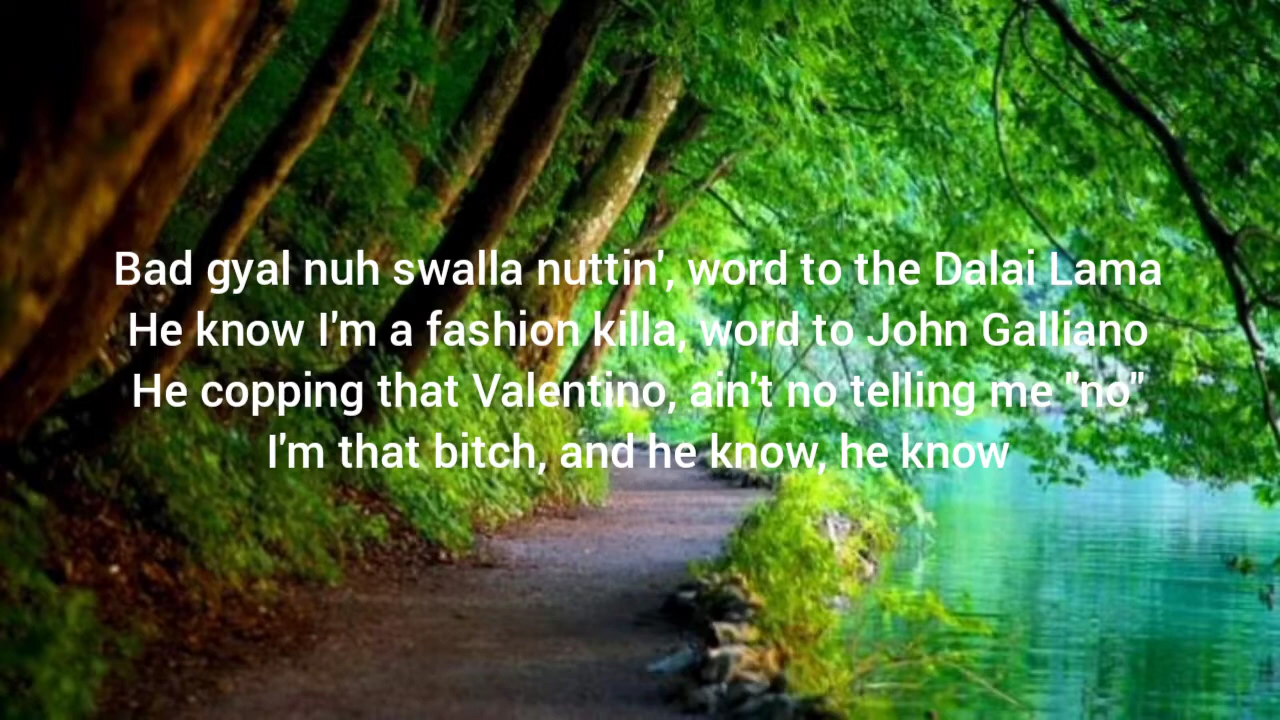 Bad gyal nuh swalla nuttin', word to the Dalai Lama
He know I'm a fashion killa, word to John Galliano
He copping that Valentino, ain't no telling me "no"
I'm that bitch, and he know, he know